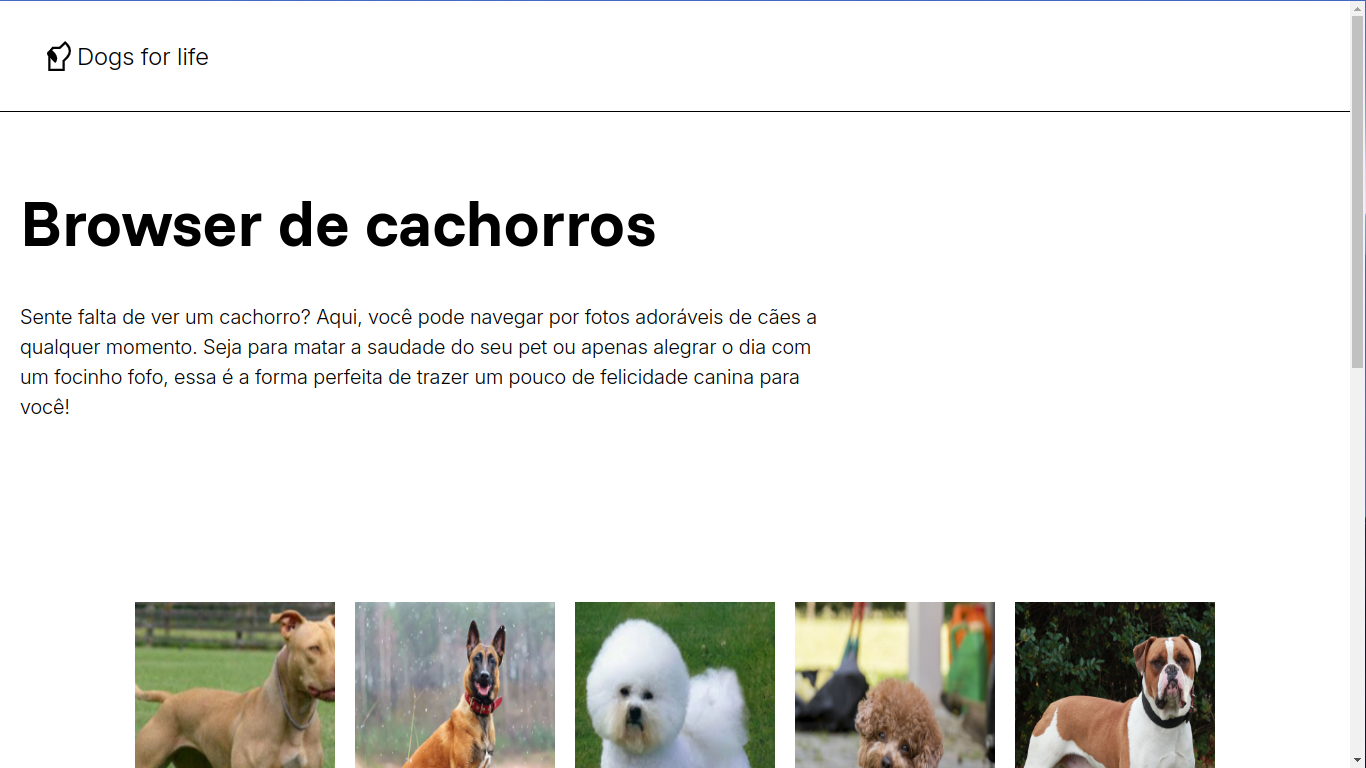 Dogs for life
Browser de cachorros
Sente falta de ver um cachorro? Aqui, você pode navegar por fotos adoráveis de cães a
qualquer momento. Seja para matar a saudade do seu pet ou apenas alegrar o dia com
um focinho fofo, essa é a forma perfeita de trazer um pouco de felicidade canina para
você!